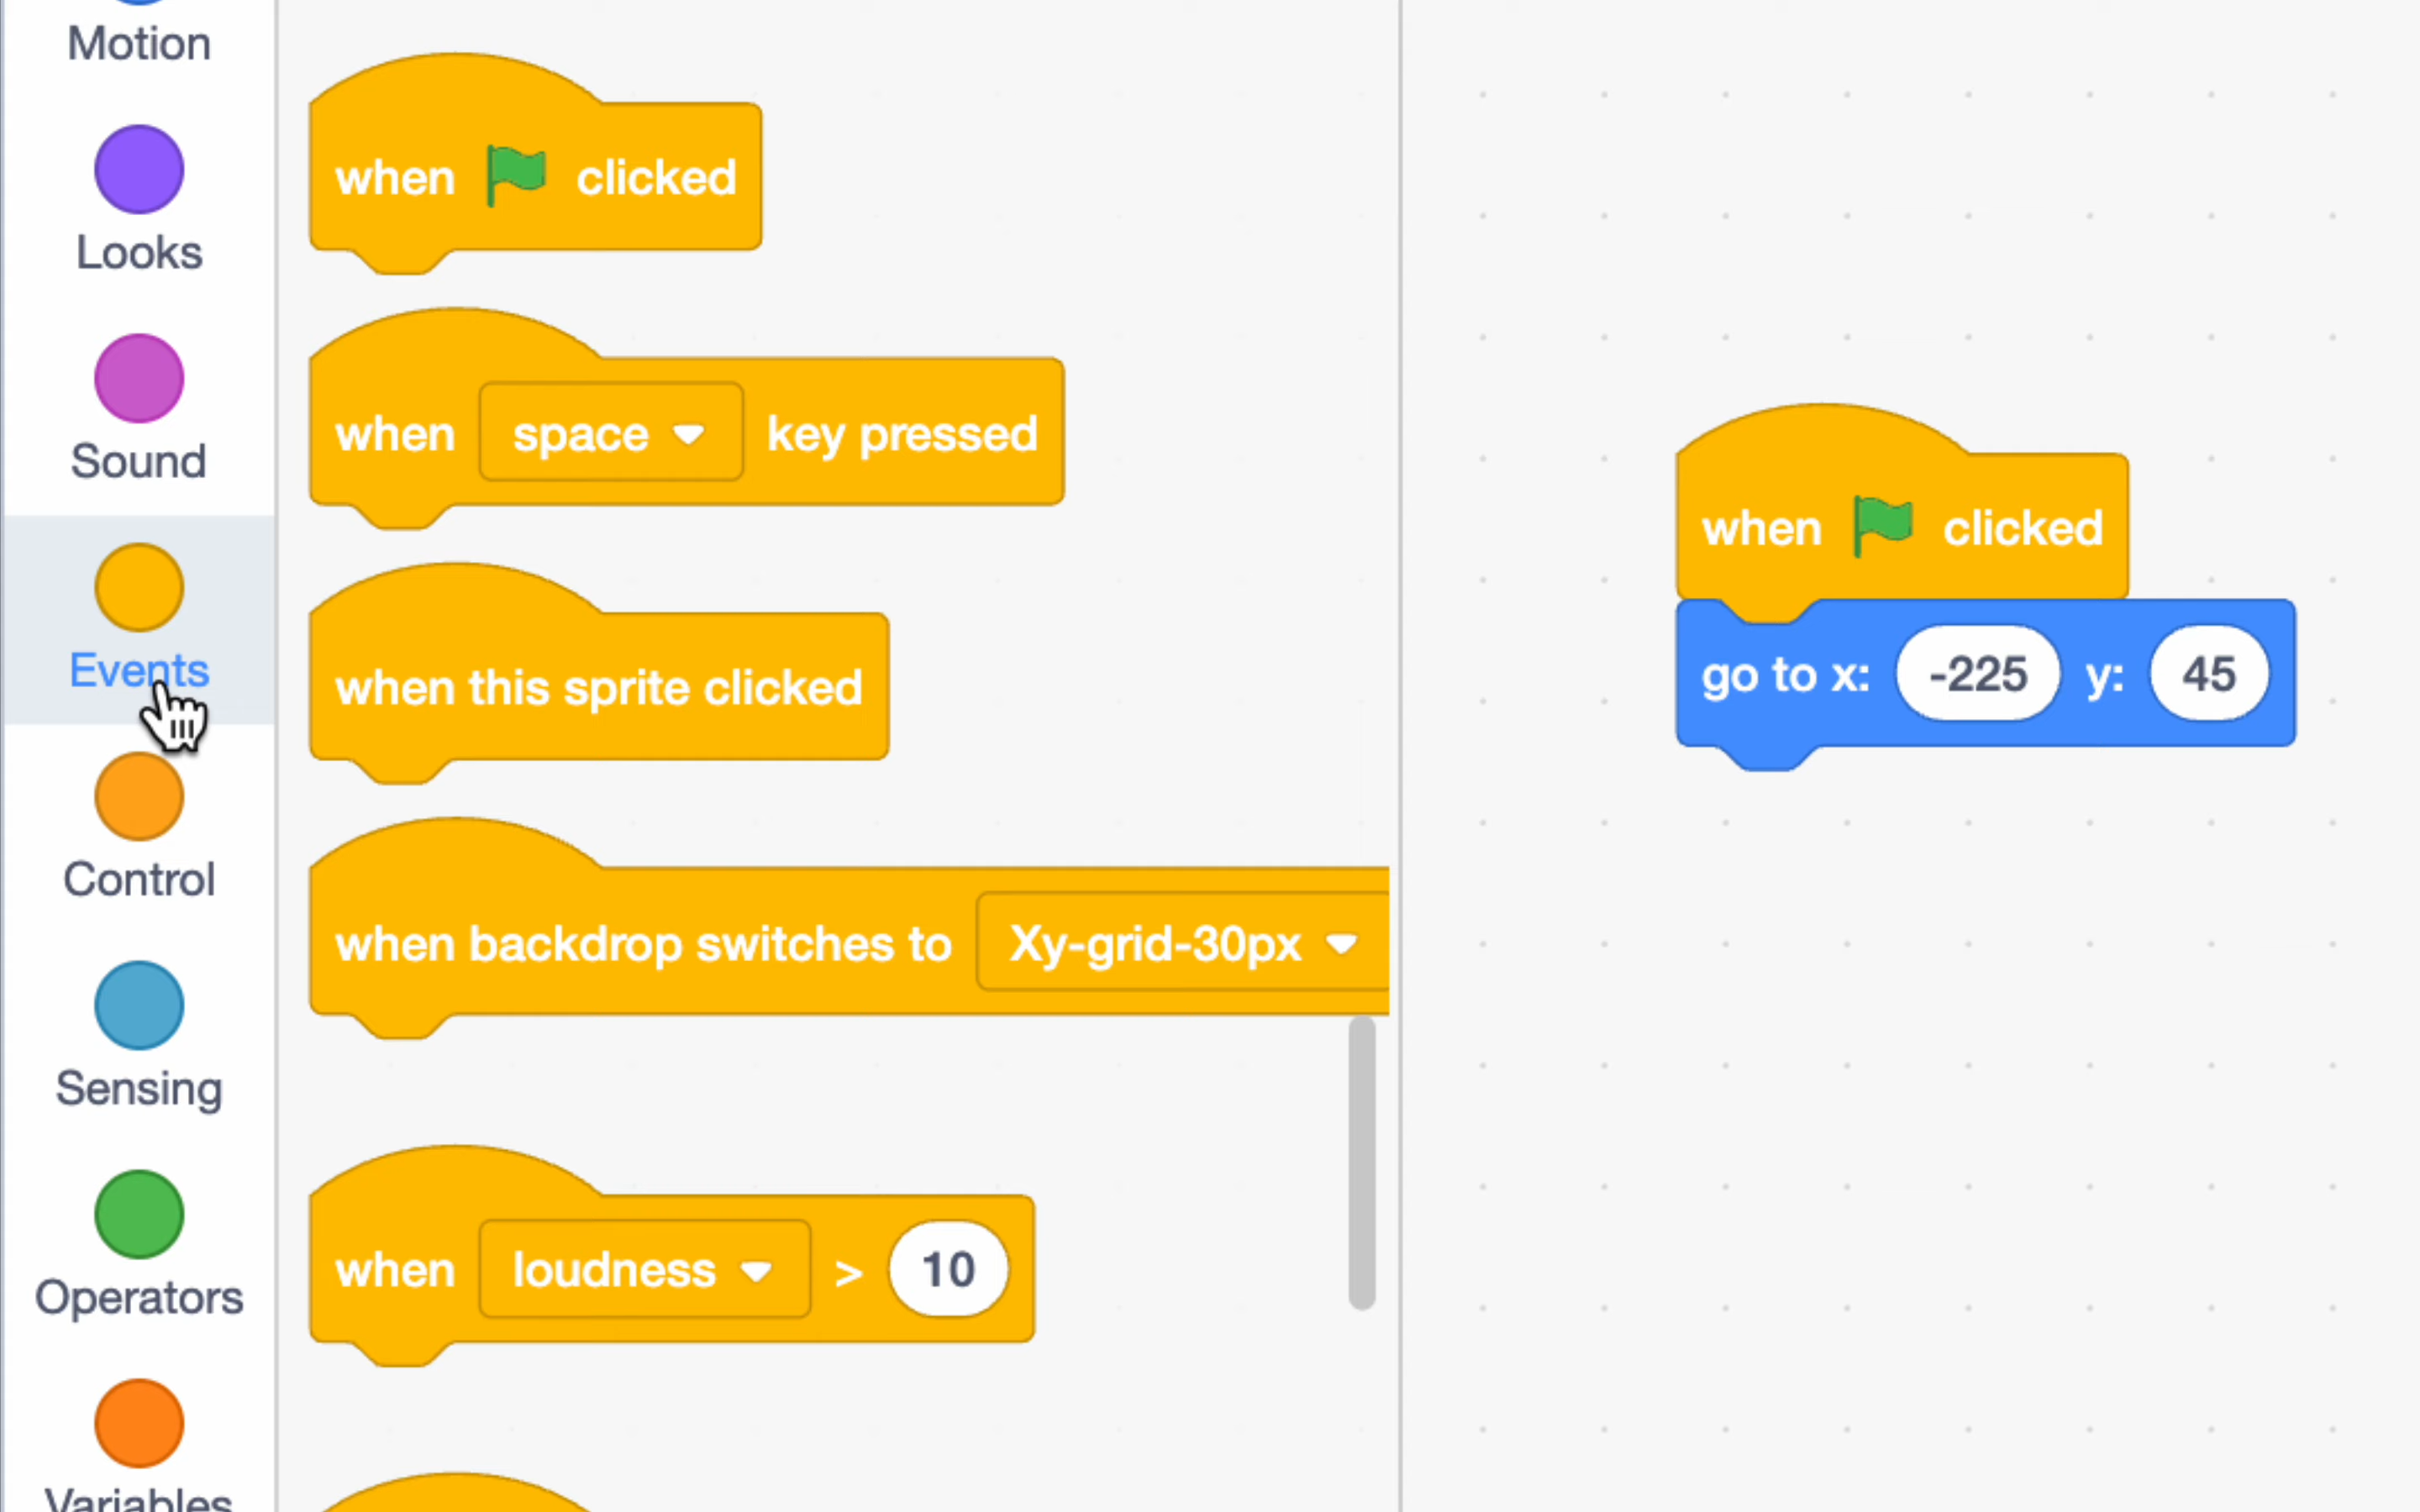 Motion
Looks
Sound
Events
Control
Sensing
Operators
Variables
when clicked
when space key pressed
when this sprite clicked
when backdrop switches to Xy-grid-30px
when loudness > 10
when clicked
go to x: -225 y: 45